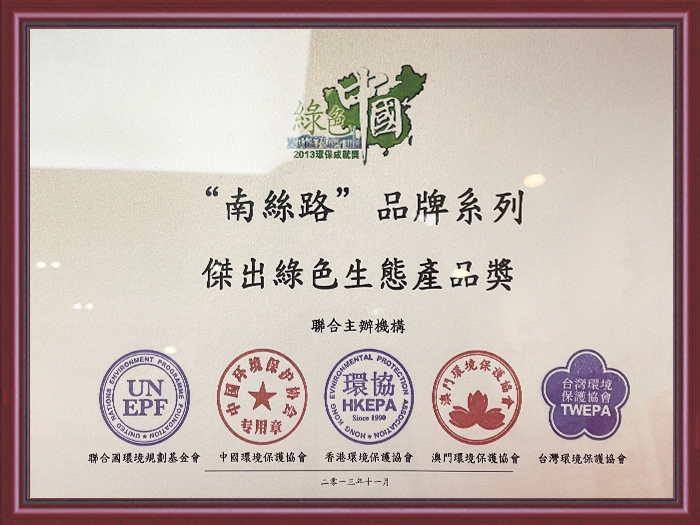 綠色中國
2013環保成就獎
“南絲路”品牌系列
傑出綠色生態產品獎
聯合主辦機構
UNITED NATIONS ENVIRONMENT PROGRAMME FOUNDATION
UN
EPF
中国环境保护协会
专用章
HONG KONG EVNIRONMENTAL PROTECTION ASSOCIATION
環協
HKEPA
Since 1990
澳門環境保護協會
台灣環境
保護協會
TWEPA
聯合國環境規劃基金會
中國環境保護協會
香港環境保護協會
澳門環境保護協會
台灣環境保護協會
二零一三年十一月